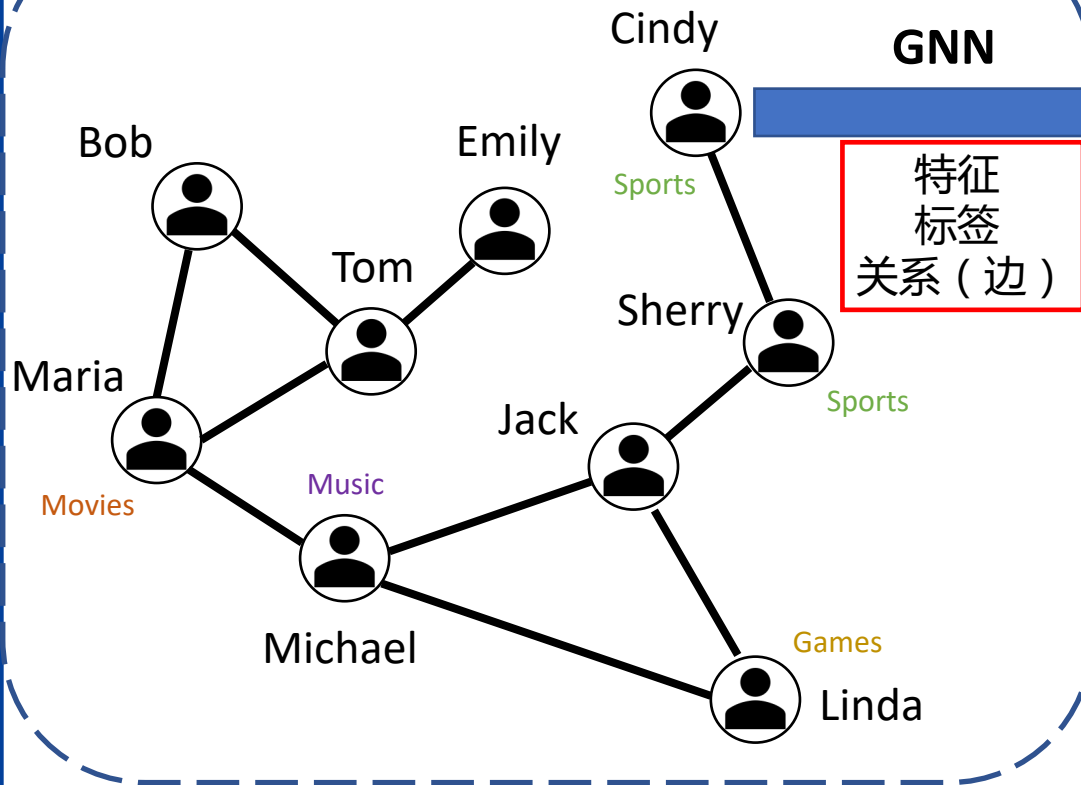 Cindy
GNN
Bob
Emily
Sports
特征
标签
关系（边）
Tom
Sherry
Maria
Sports
Jack
Music
Movies
Michael
Games
Linda